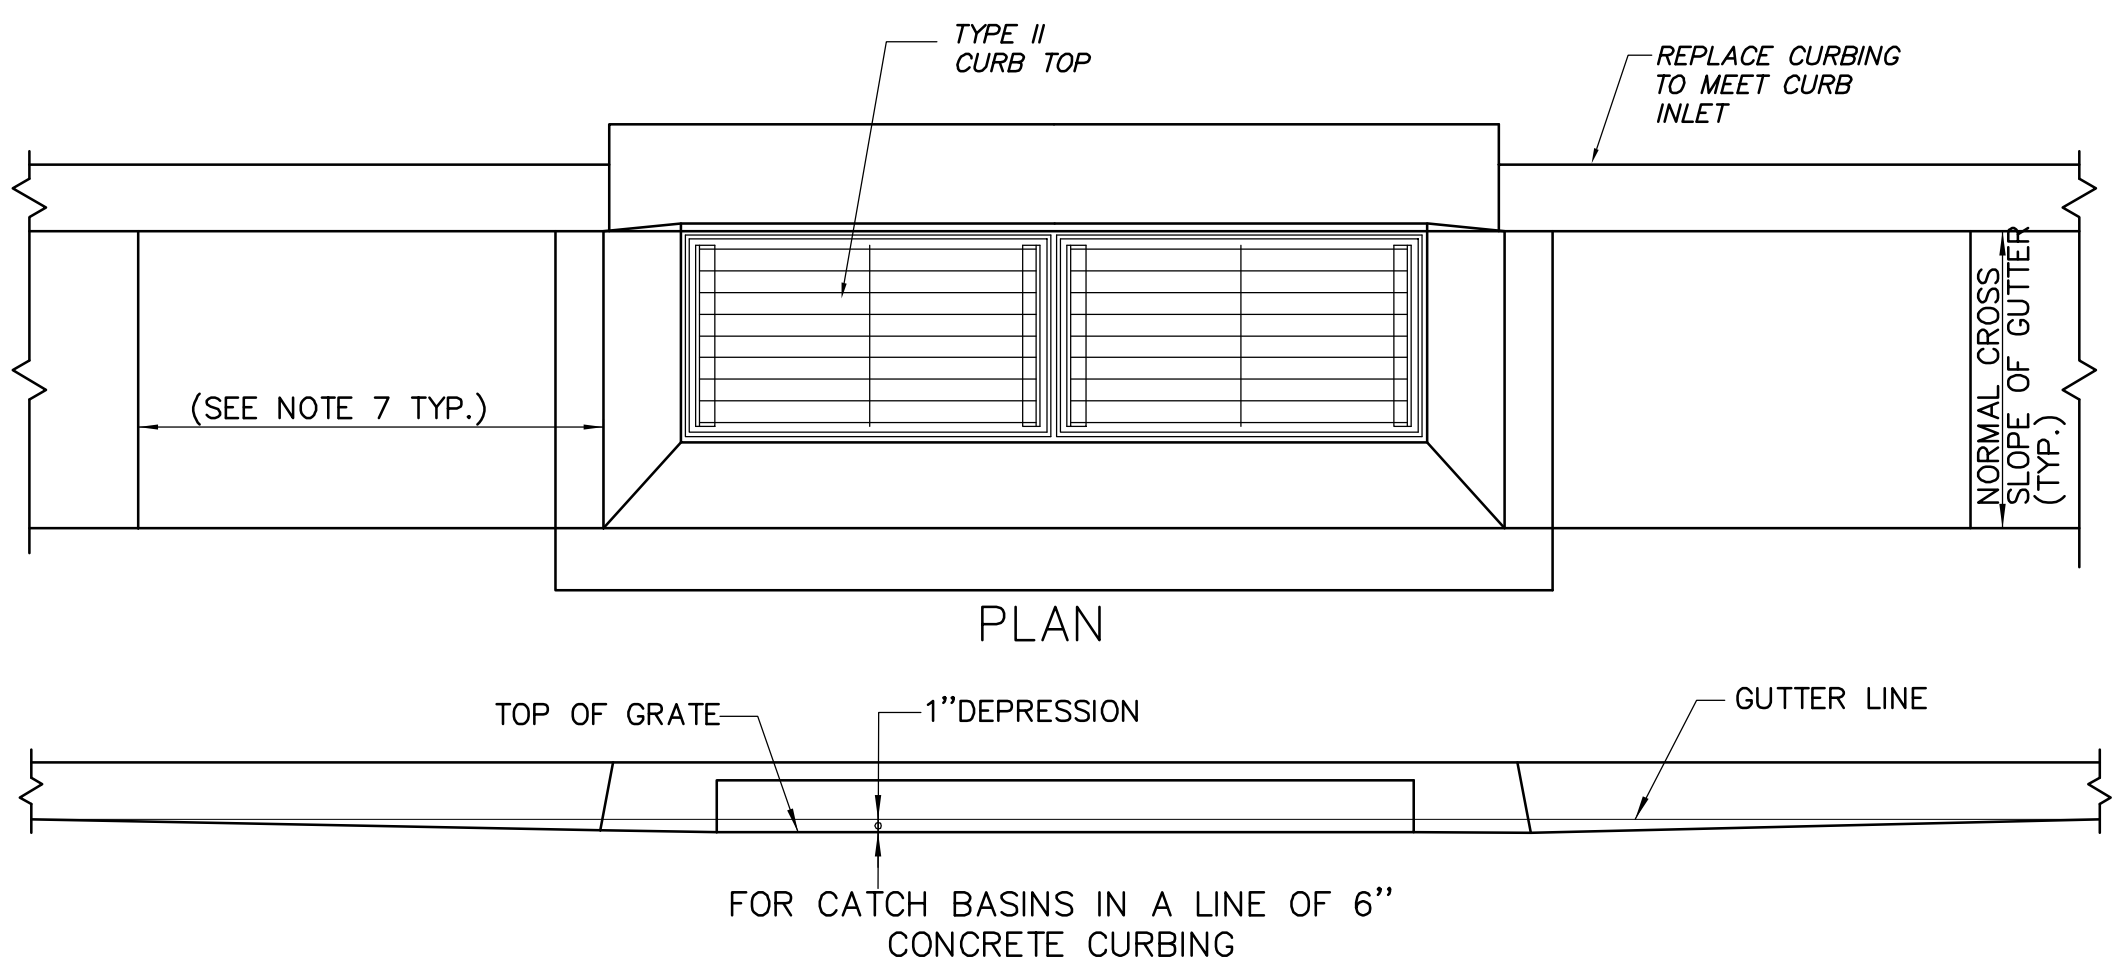 TYPE II
CURB TOP
REPLACE CURBING
TO MEET CURB
INLET
(SEE NOTE 7 TYP.)
NORMAL CROSS
SLOPE OF GUTTER
(TYP.)
PLAN
TOP OF GRATE
1"DEPRESSION
GUTTER LINE
FOR CATCH BASINS IN A LINE OF 6"
CONCRETE CURBING